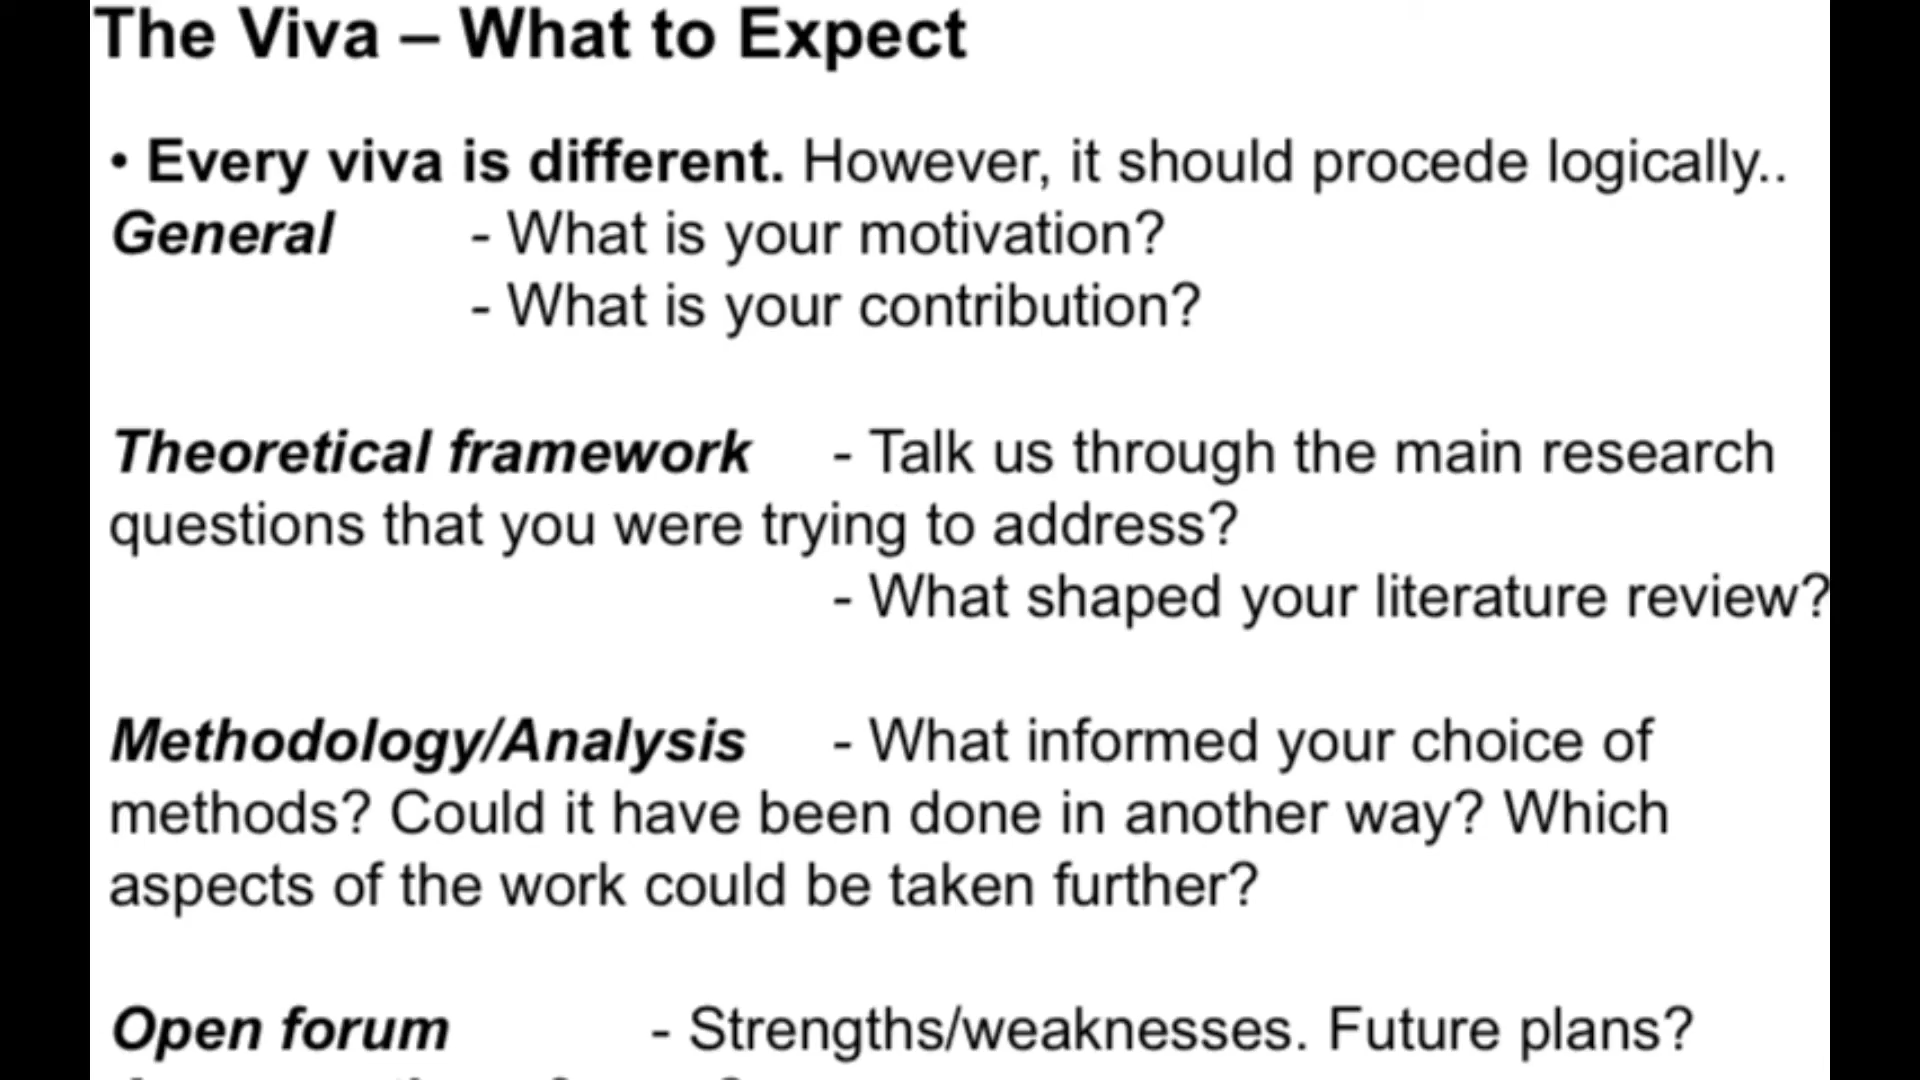 The Viva – What to Expect
• Every viva is different. However, it should procede logically..
General - What is your motivation?
- What is your contribution?
Theoretical framework - Talk us through the main research
questions that you were trying to address?
- What shaped your literature review?
Methodology/Analysis - What informed your choice of
methods? Could it have been done in another way? Which
aspects of the work could be taken further?
Open forum - Strengths/weaknesses. Future plans?